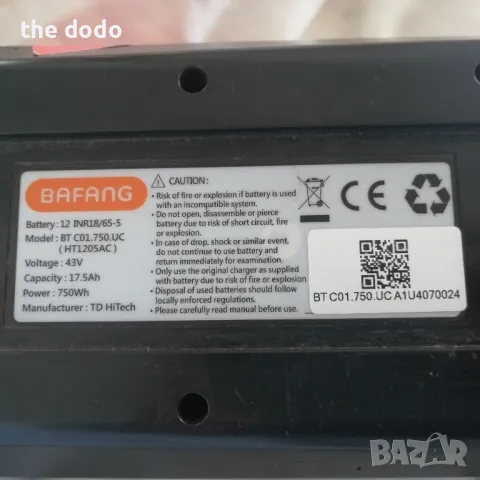 the dodo
BAFANG
Battery : 12 INR18/65-5
Model : BT C01.750.UC
( HT1205AC )
Voltage : 43V
Capacity : 17.5Ah
Power : 750Wh
Manufacturer : TD HiTech
CAUTION :
• Risk of fire or explosion if battery is used
with an incompatible system.
• Do not open, disassemble or pierce
battery due to risk of short circuit, fire
or explosion.
• In case of drop, shock or similar event,
do not continue to use battery and
return immediately for examination.
• Only use the original charger as supplied
with battery due to risk of fire or explosion.
• Disposal of used batteries should follow
locally enforced regulations.
• Please carefully read manual before use.
CE
BT C01.750.UC A1U4070024
BAZAR